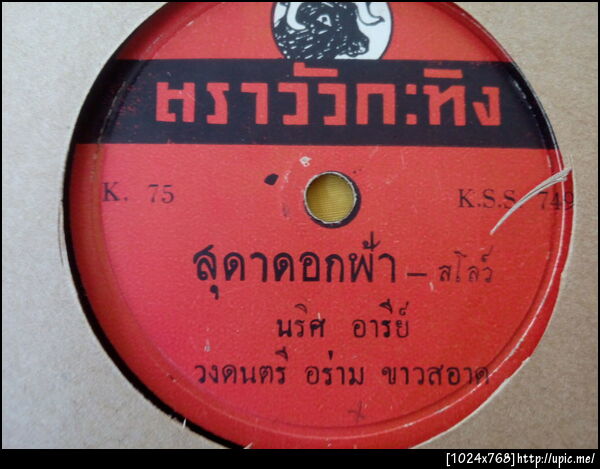 ตราวัวกะทิง
K. 75 K.S.S. 749
สุดาดอกฟ้า – สโลว์
นริศ อารีย์
วงดนตรี อร่าม ขาวสอาด
[1024x768]http://upic.me/